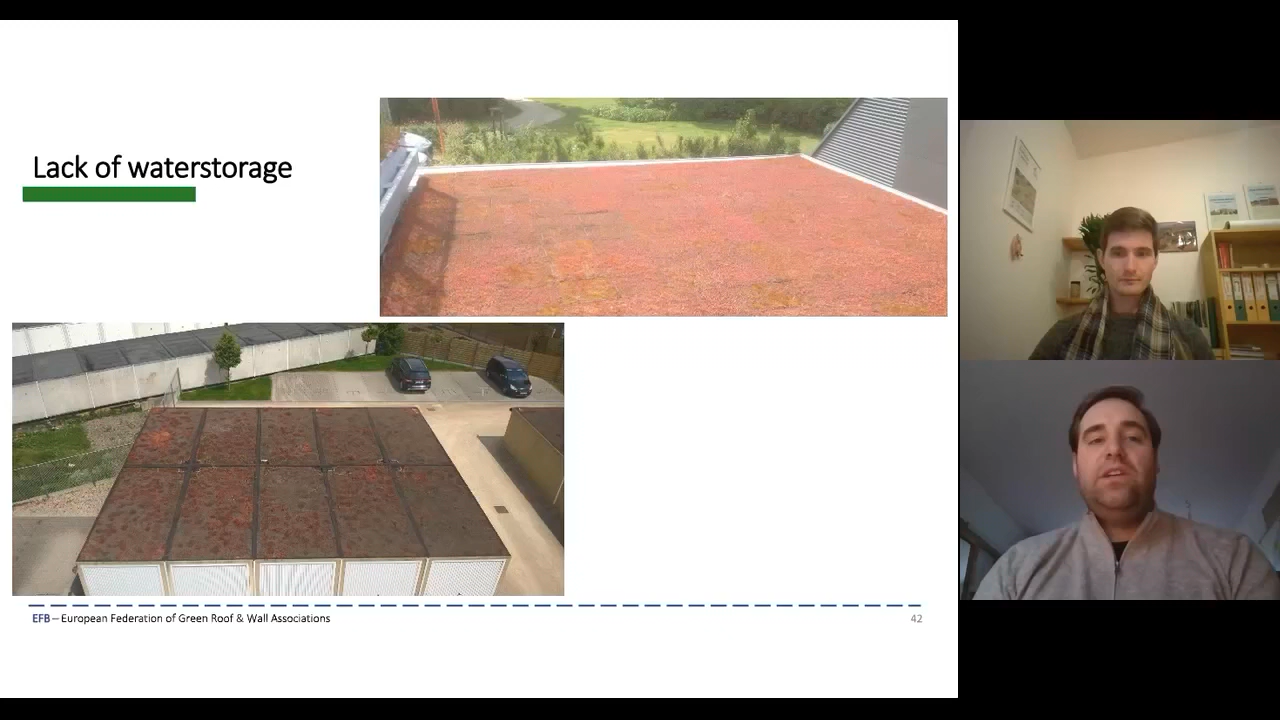 Lack of waterstorage
EFB – European Federation of Green Roof & Wall Associations
42